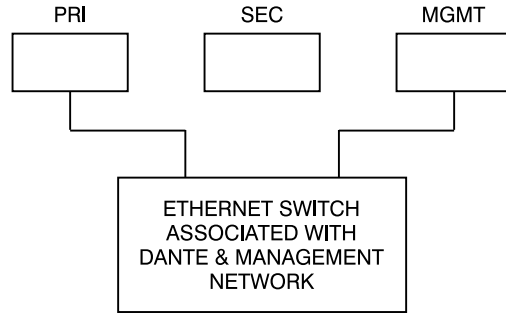 PRI
SEC
MGMT
ETHERNET SWITCH
ASSOCIATED WITH
DANTE & MANAGEMENT
NETWORK